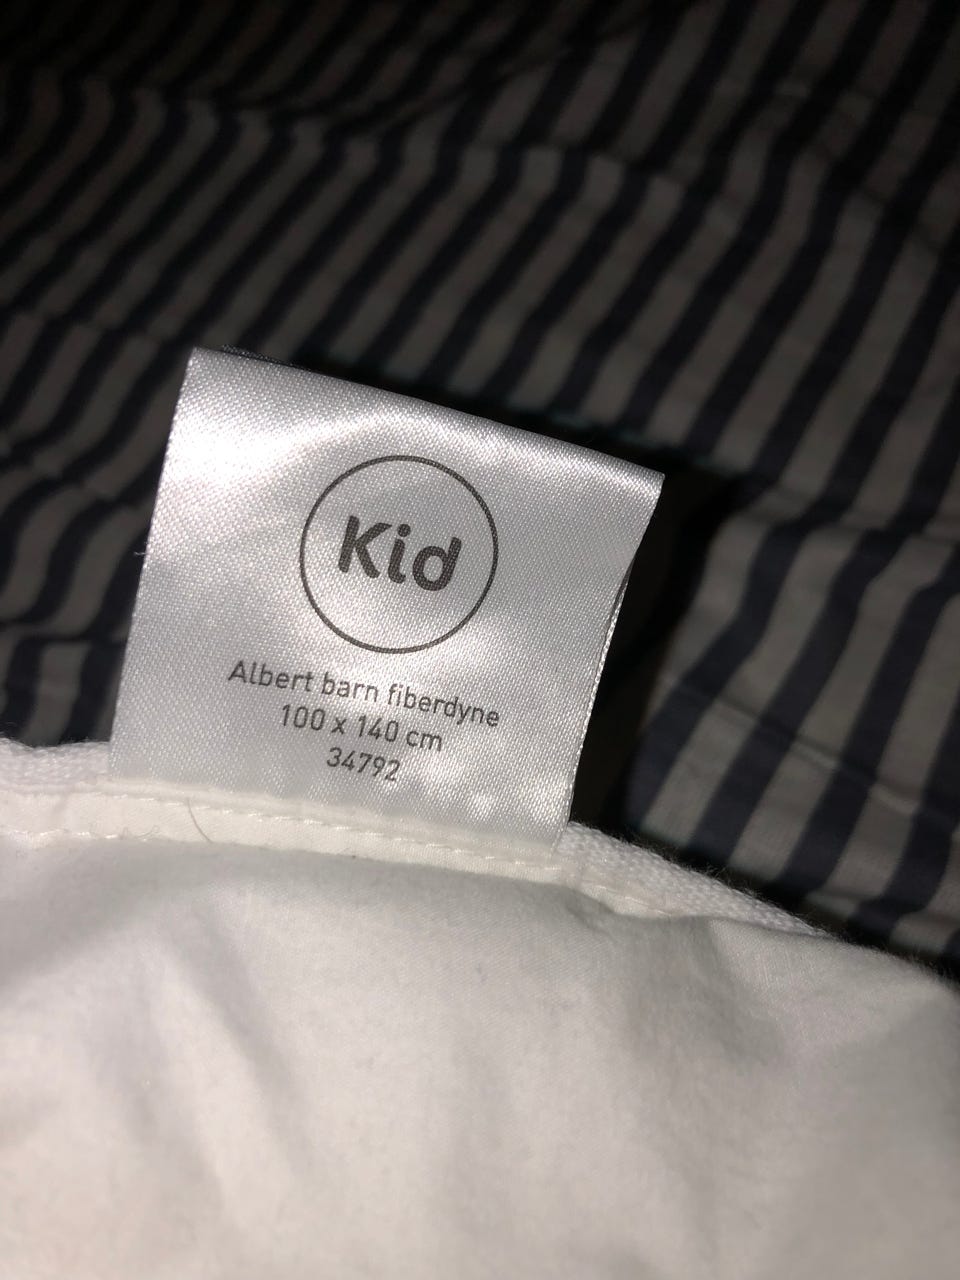 Kid
Albert barn fiberdyne
100 x 140 cm
34792